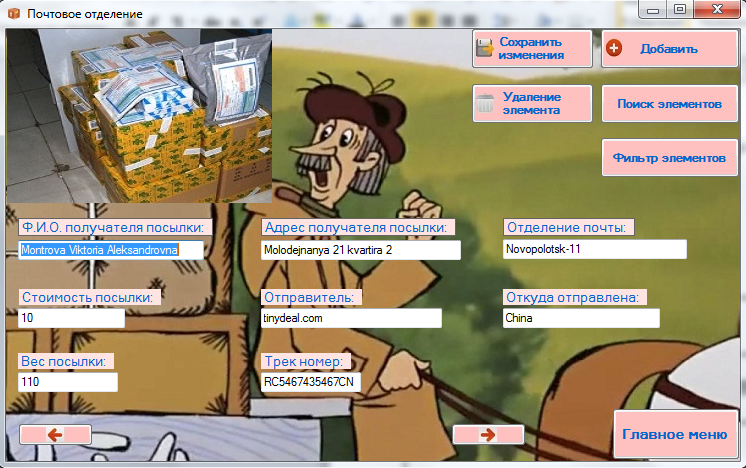 Почтовое отделение
Сохранить
изменения
Добавить
Удаление
элемента
Поиск элементов
Фильтр элементов
Ф.И.О. получателя посылки:
Адрес получателя посылки:
Отделение почты:
Montrova Viktoria Aleksandrovna
Molodejnanya 21 kvartira 2
Novopolotsk-11
Стоимость посылки:
Отправитель:
Откуда отправлена:
10
tinydeal.com
China
Вес посылки:
Трек номер:
110
RC5467435467CN
Главное меню